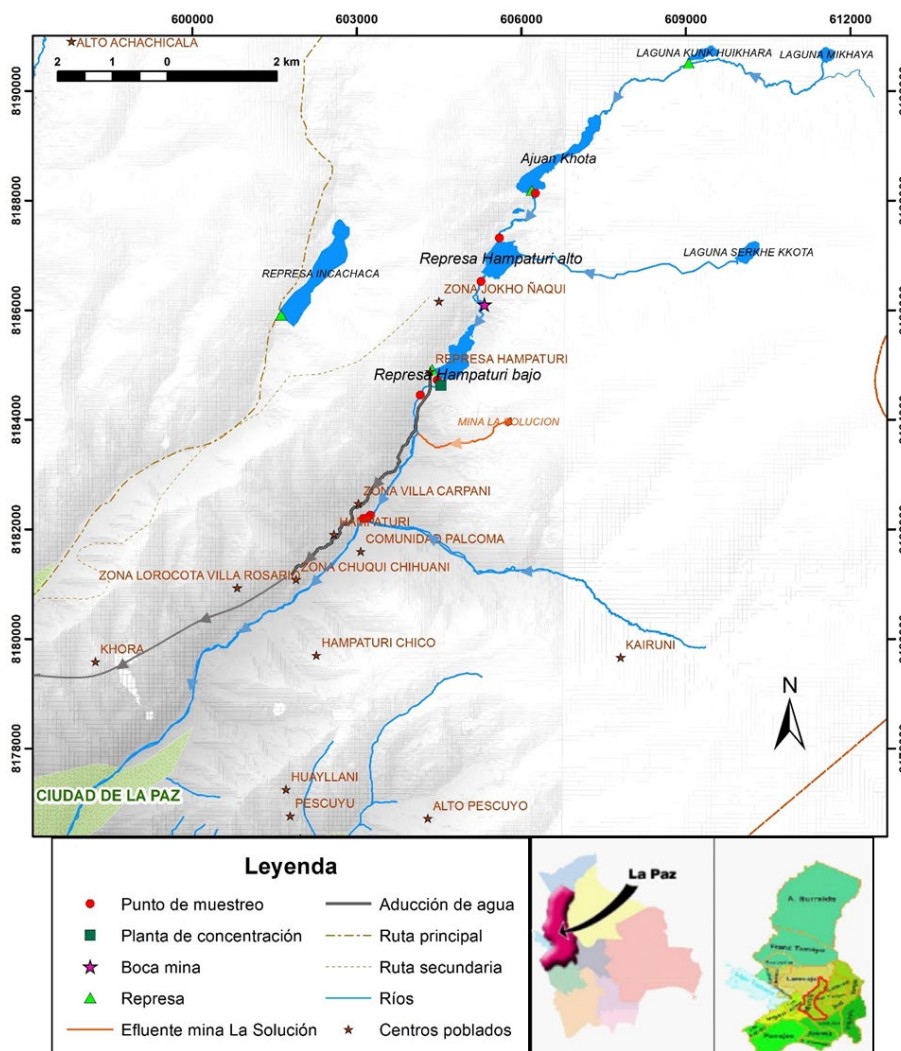 600000 603000 606000 609000 612000
ALTO ACHACHICALA
2 1 0 2 km
LAGUNA KUNK HUIKHARA
LAGUNA MIKHAYA
8190000
Ajuan Khota
8188000
Represa Hampaturi alto
LAGUNA SERKHE KKOTA
REPRESA INCACHACA
ZONA JOKHO ÑAQUI
8186000
REPRESA HAMPATURI
Represa Hampaturi bajo
8184000
MINA LA SOLUCION
ZONA VILLA CARPANI
8182000
HAMPATURI
COMUNIDAD PALCOMA
ZONA CHUQUI CHIHUANI
ZONA LOROCOTA VILLA ROSARIO
8180000
KHORA
HAMPATURI CHICO
KAIRUNI
N
8178000
CIUDAD DE LA PAZ
HUAYLLANI
PESCUYU
ALTO PESCUYO
Leyenda
Punto de muestreo
Planta de concentración
Boca mina
Represa
Efluente mina La Solución
Aducción de agua
Ruta principal
Ruta secundaria
Ríos
Centros poblados
La Paz
A. Iturralde
Franz Tamayo
Larecaja